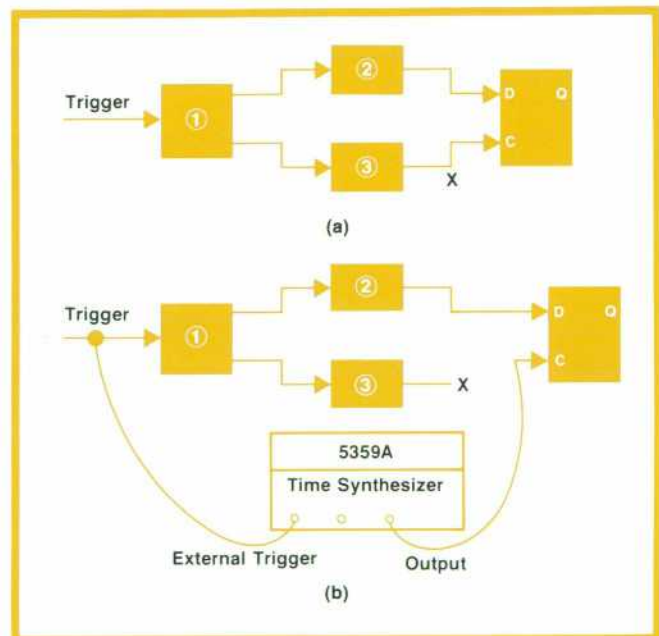 ②
Trigger
①
D Q
C
③
X
(a)
②
Trigger
①
D Q
C
③
X
5359A
Time Synthesizer
External Trigger
Output
(b)